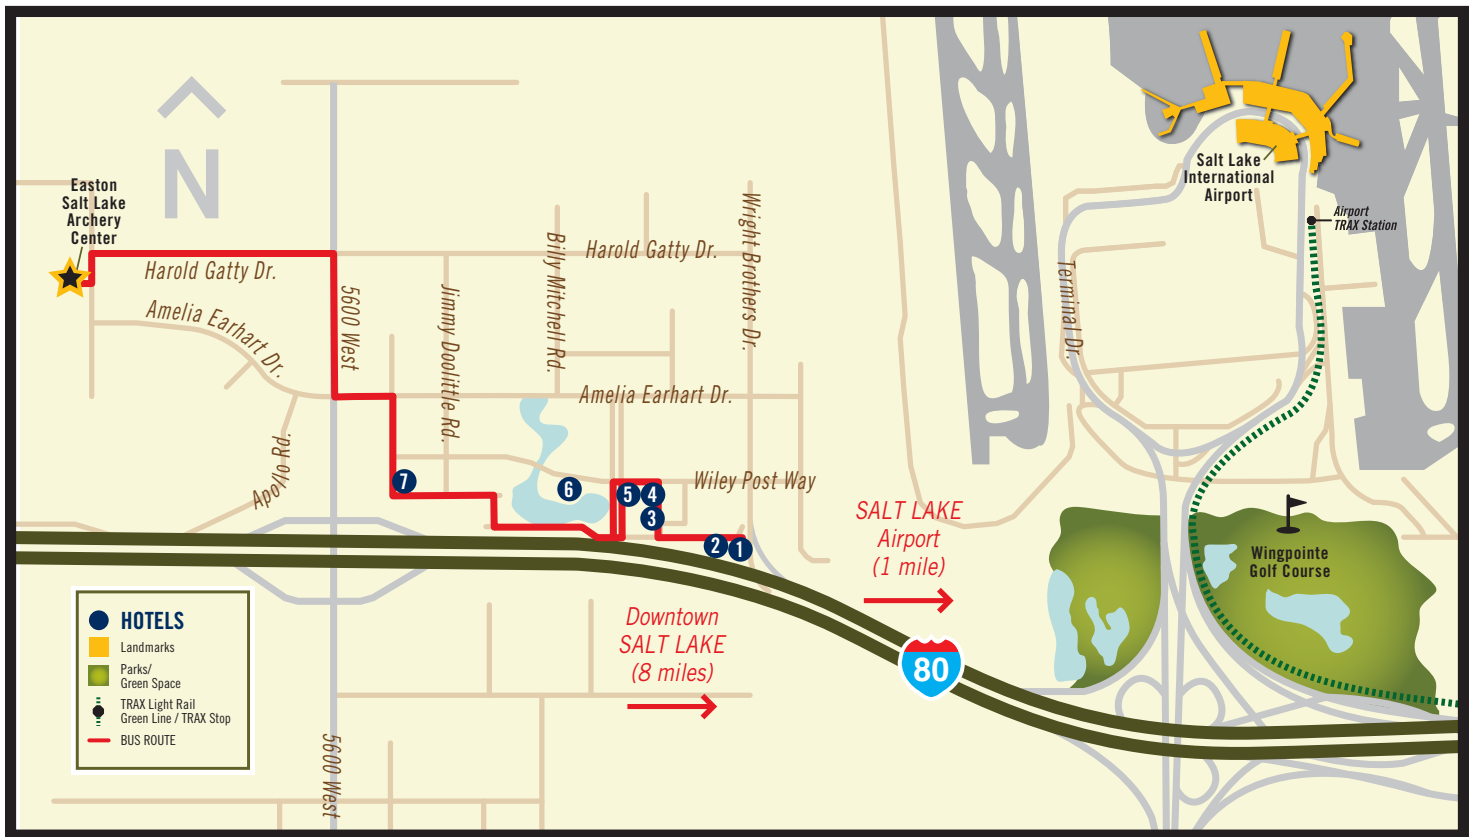 N
Easton
Salt Lake
Archery
Center
Harold Gatty Dr.
Amelia Earhart Dr.
Apollo Rd.
5600 West
Jimmy Doolittle Rd.
Billy Mitchell Rd.
Harold Gatty Dr.
Wright Brothers Dr.
Amelia Earhart Dr.
Wiley Post Way
7
6
5
4
3
2
1
Salt Lake
International
Airport
Airport
TRAX Station
Terminal Dr.
SALT LAKE
Airport
(1 mile)
Wingpointe
Golf Course
Downtown
SALT LAKE
(8 miles)
80
5600 West
HOTELS
Landmarks
Parks/
Green Space
TRAX Light Rail
Green Line / TRAX Stop
BUS ROUTE